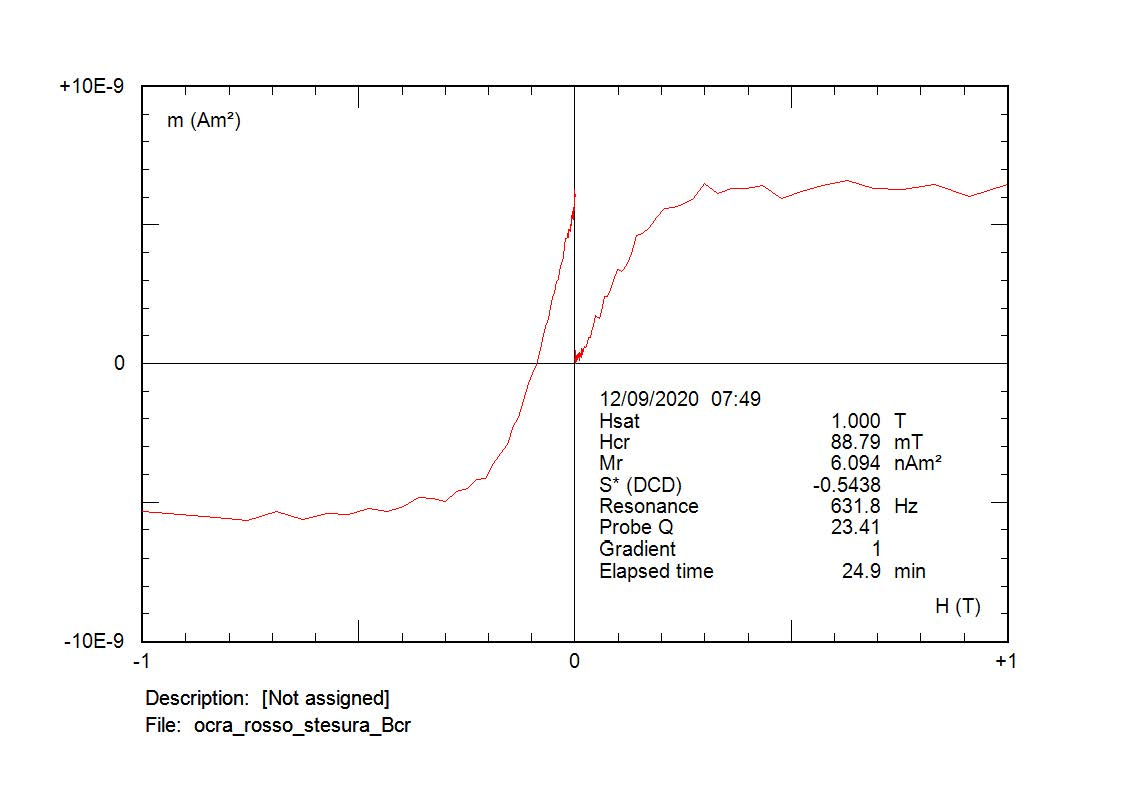 +10E-9
m (Am²)
0
12/09/2020 07:49
Hsat 1.000 T
Hcr 88.79 mT
Mr 6.094 nAm²
S* (DCD) -0.5438
Resonance 631.8 Hz
Probe Q 23.41
Gradient 1
Elapsed time 24.9 min
H (T)
-10E-9
-1 0 +1
Description: [Not assigned]
File: ocra_rosso_stesura_Bcr